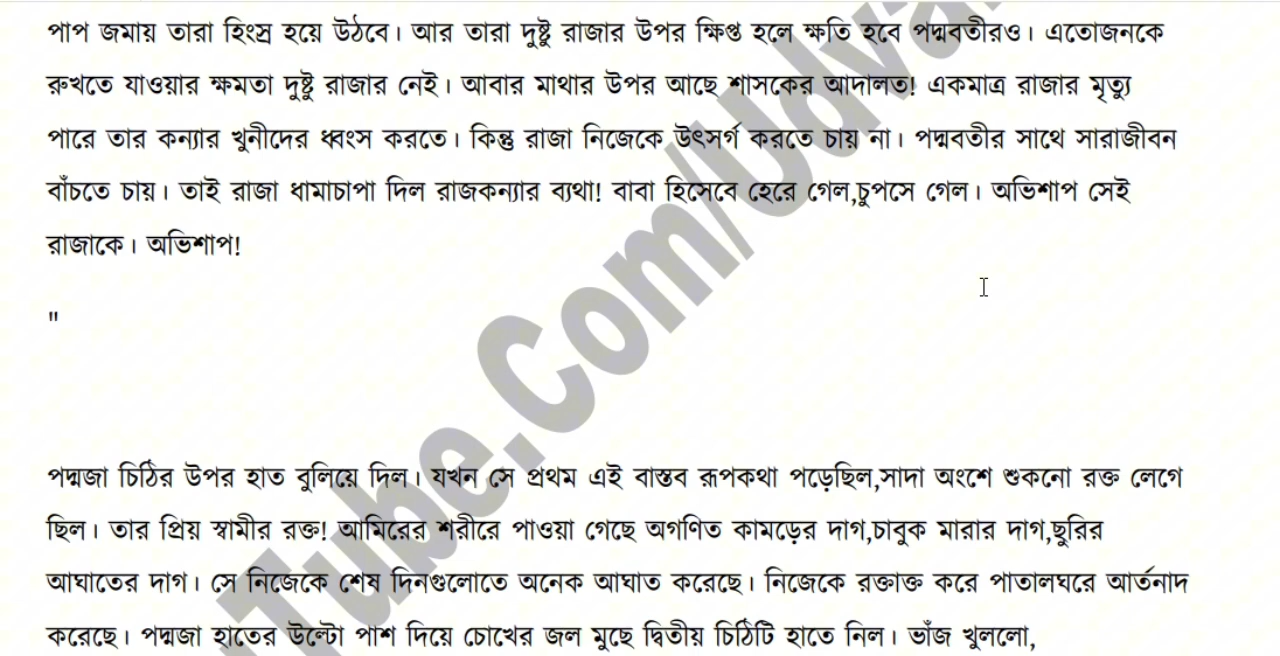 পাপ জমায় তারা হিংস্র হয়ে উঠবে। আর তারা দুষ্টু রাজার উপর ক্ষিপ্ত হলে ক্ষতি হবে পদ্মবতীরও। এতোজনকে
রুখতে যাওয়ার ক্ষমতা দুষ্টু রাজার নেই। আবার মাথার উপর আছে শাসকের আদালত! একমাত্র রাজার মৃত্যু
পারে তার কন্যার খুনীদের ধ্বংস করতে। কিন্তু রাজা নিজেকে উৎসর্গ করতে চায় না। পদ্মবতীর সাথে সারাজীবন
বাঁচতে চায়। তাই রাজা ধামাচাপা দিল রাজকন্যার ব্যথা! বাবা হিসেবে হেরে গেল,চুপসে গেল। অভিশাপ সেই
রাজাকে। অভিশাপ!
"
পদ্মজা চিঠির উপর হাত বুলিয়ে দিল। যখন সে প্রথম এই বাস্তব রূপকথা পড়েছিল,সাদা অংশে শুকনো রক্ত লেগে
ছিল। তার প্রিয় স্বামীর রক্ত! আমিরের শরীরে পাওয়া গেছে অগণিত কামড়ের দাগ,চাবুক মারার দাগ,ছুরির
আঘাতের দাগ। সে নিজেকে শেষ দিনগুলোতে অনেক আঘাত করেছে। নিজেকে রক্তাক্ত করে পাতালঘরে আর্তনাদ
করেছে। পদ্মজা হাতের উল্টো পাশ দিয়ে চোখের জল মুছে দ্বিতীয় চিঠিটি হাতে নিল। ভাঁজ খুললো,
Tube.Com/Udya